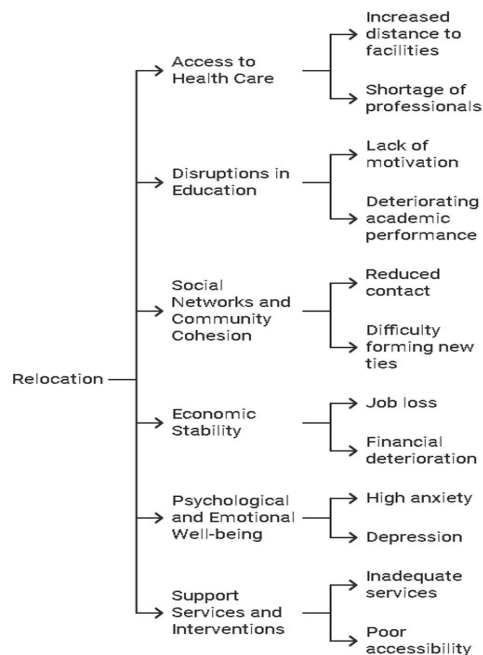 Relocation
Access to
Health Care
Increased
distance to
facilities
Shortage of
professionals
Disruptions in
Education
Lack of
motivation
Deteriorating
academic
performance
Social
Networks and
Community
Cohesion
Reduced
contact
Difficulty
forming new
ties
Economic
Stability
Job loss
Financial
deterioration
Psychological
and Emotional
Well-being
High anxiety
Depression
Support
Services and
Interventions
Inadequate
services
Poor
accessibility